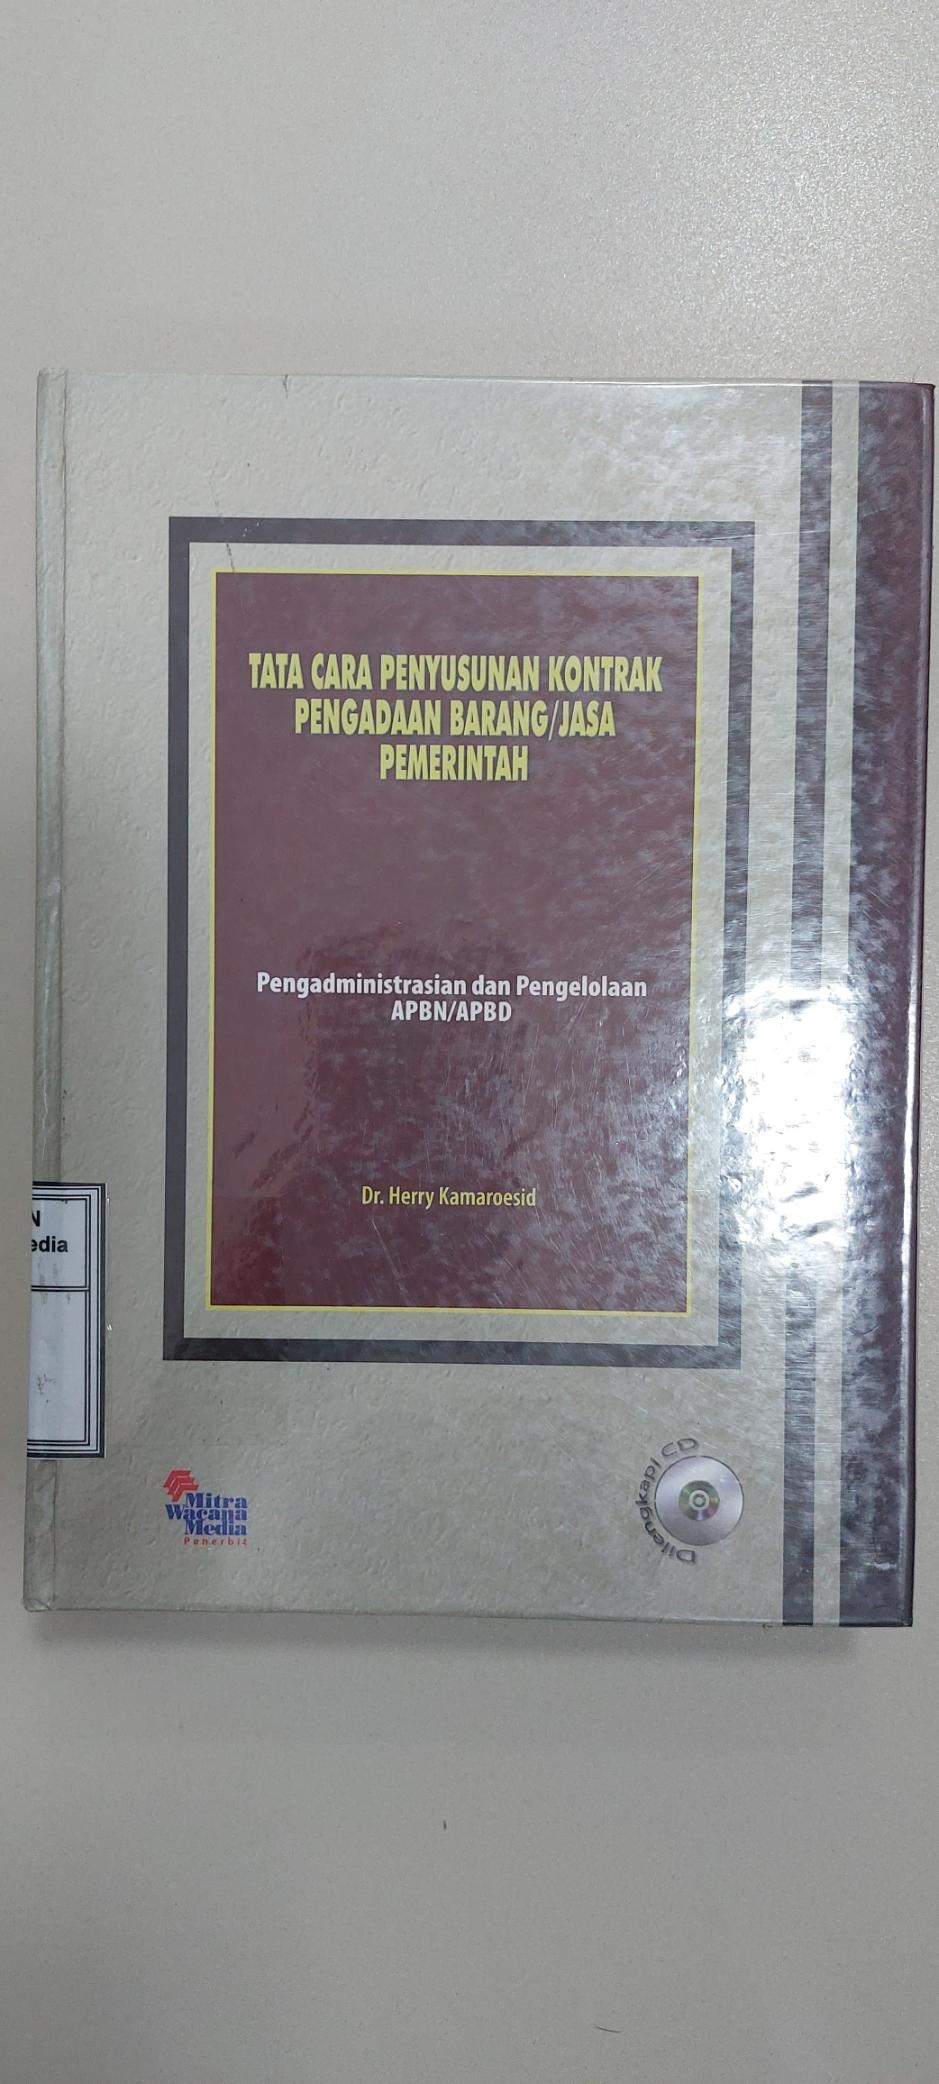 TATA CARA PENYUSUNAN KONTRAK
PENGADAAN BARANG/JASA
PEMERINTAH
Pengadministrasian dan Pengelolaan
APBN/APBD
Dr. Herry Kamaroesid
N
edia
Mitra
Wacana
Media
Penerbit
Dilengkapi CD